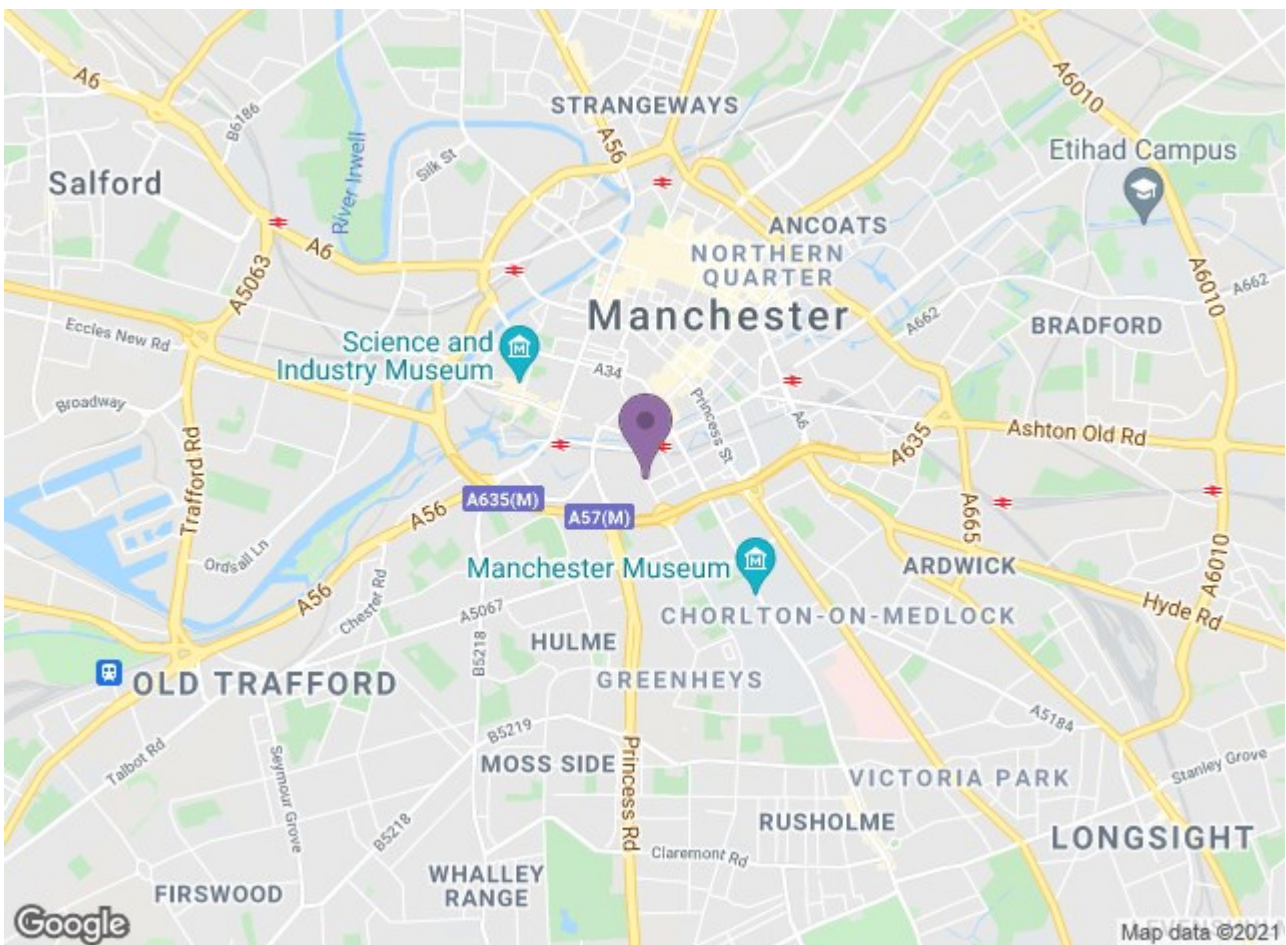 A6
B6186
STRANGEWAYS
A56
A6010
Etihad Campus
Salford
River Irwell
Silk St
ANCOATS
NORTHERN
QUARTER
A6
A5063
A6010
A662
Manchester
A662
BRADFORD
Eccles New Rd
Science and
Industry Museum
A34
Broadway
Princess St
A6
Trafford Rd
A635
Ashton Old Rd
A635(M)
A57(M)
A56
A665
Ordsall Ln
Manchester Museum
ARDWICK
A6010
A56
Chester Rd
A5067
CHORLTON-ON-MEDLOCK
Hyde Rd
B5218
HULME
OLD TRAFFORD
GREENHEYS
A5184
Talbot Rd
B5219
Seymour Grove
MOSS SIDE
Princess Rd
VICTORIA PARK
Stanley Grove
B5218
RUSHOLME
LONGSIGHT
Claremont Rd
WHALLEY
RANGE
FIRSWOOD
Google
Map data ©2021